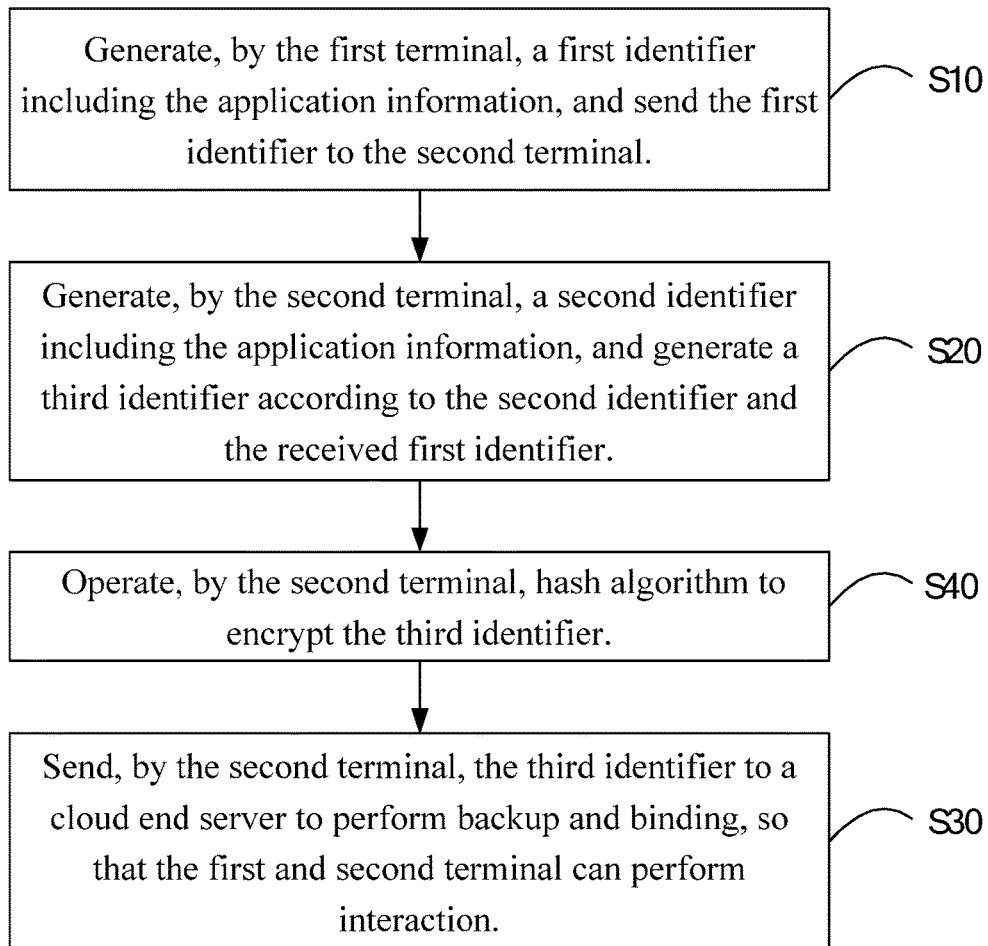 Generate, by the first terminal, a first identifier
including the application information, and send the first
identifier to the second terminal.
S10
Generate, by the second terminal, a second identifier
including the application information, and generate a
third identifier according to the second identifier and
the received first identifier.
S20
Operate, by the second terminal, hash algorithm to
encrypt the third identifier.
S40
Send, by the second terminal, the third identifier to a
cloud end server to perform backup and binding, so
that the first and second terminal can perform
interaction.
S30